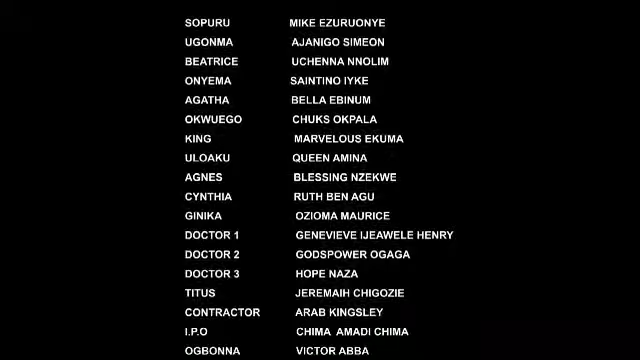 SOPURU MIKE EZURUONYE
UGONMA AJANIGO SIMEON
BEATRICE UCHENNA NNOLIM
ONYEMA SAINTINO IYKE
AGATHA BELLA EBINUM
OKWUEGO CHUKS OKPALA
KING MARVELOUS EKUMA
ULOAKU QUEEN AMINA
AGNES BLESSING NZEKWE
CYNTHIA RUTH BEN AGU
GINIKA OZIOMA MAURICE
DOCTOR 1 GENEVIEVE IJEAWELE HENRY
DOCTOR 2 GODSPOWER OGAGA
DOCTOR 3 HOPE NAZA
TITUS JEREMAIH CHIGOZIE
CONTRACTOR ARAB KINGSLEY
I.P.O CHIMA AMADI CHIMA
OGBONNA VICTOR ABBA